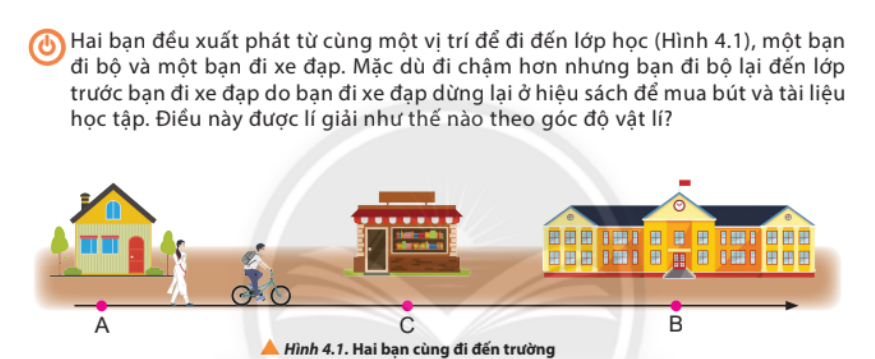 Hai bạn đều xuất phát từ cùng một vị trí để đi đến lớp học (Hình 4.1), một bạn
đi bộ và một bạn đi xe đạp. Mặc dù đi chậm hơn nhưng bạn đi bộ lại đến lớp
trước bạn đi xe đạp do bạn đi xe đạp dừng lại ở hiệu sách để mua bút và tài liệu
học tập. Điều này được lí giải như thế nào theo góc độ vật lí?
A
C
B
Hình 4.1. Hai bạn cùng đi đến trường